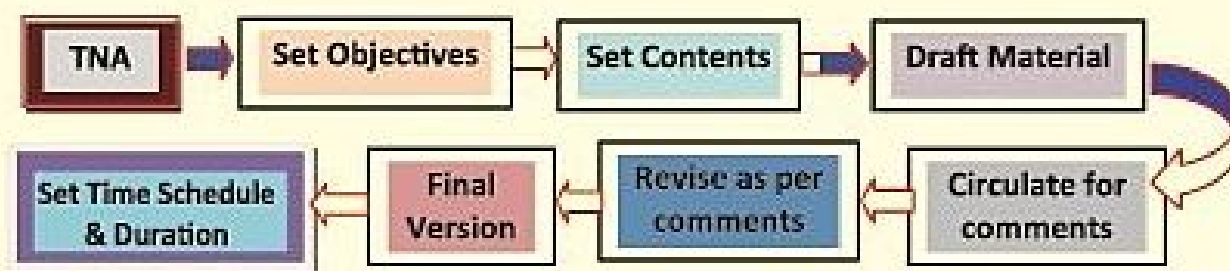 TNA
Set Objectives
Set Contents
Draft Material
Circulate for
comments
Revise as per
comments
Final
Version
Set Time Schedule
& Duration